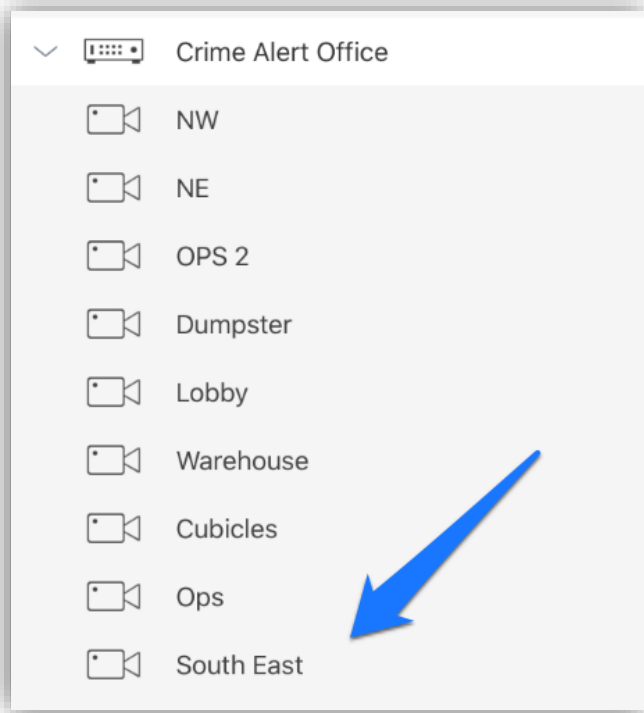 Crime Alert Office
NW
NE
OPS 2
Dumpster
Lobby
Warehouse
Cubicles
Ops
South East